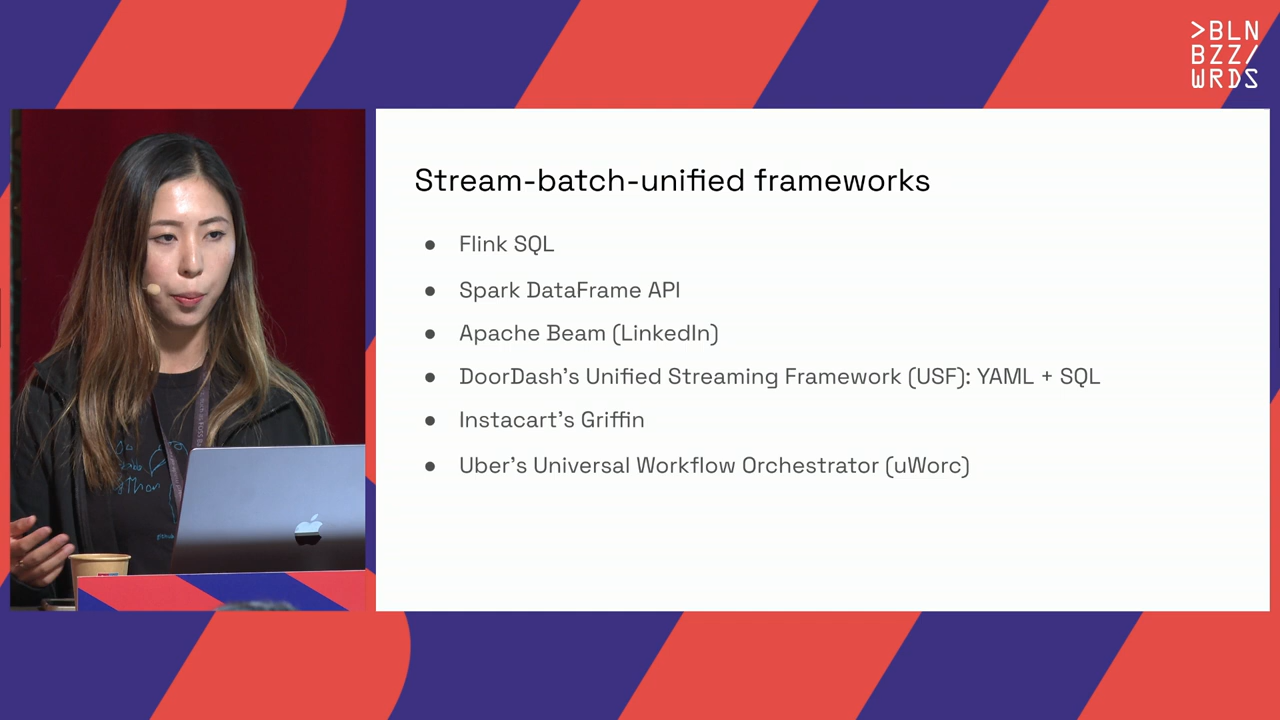 >BLN
BZZ/
WRDS
Stream-batch-unified frameworks
● Flink SQL
● Spark DataFrame API
● Apache Beam (LinkedIn)
● DoorDash's Unified Streaming Framework (USF): YAML + SQL
● Instacart's Griffin
● Uber's Universal Workflow Orchestrator (uWorc)